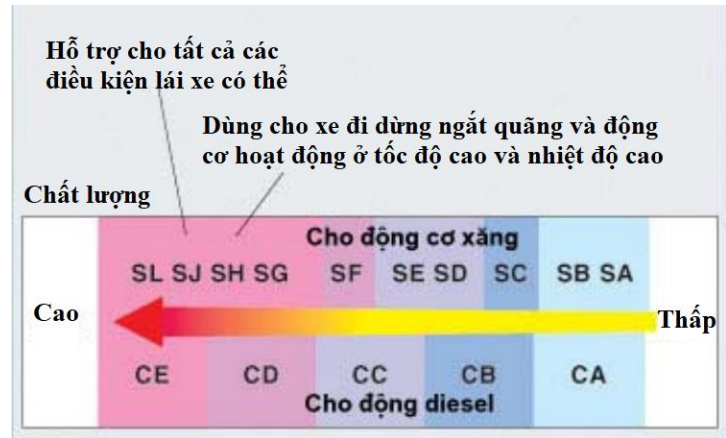 Hỗ trợ cho tất cả các
điều kiện lái xe có thể
Dùng cho xe đi dừng ngắt quãng và động
cơ hoạt động ở tốc độ cao và nhiệt độ cao
Chất lượng
Cho động cơ xăng
SL SJ SH SG SF SE SD SC SB SA
Cao
Thấp
CE CD CC CB CA
Cho động diesel